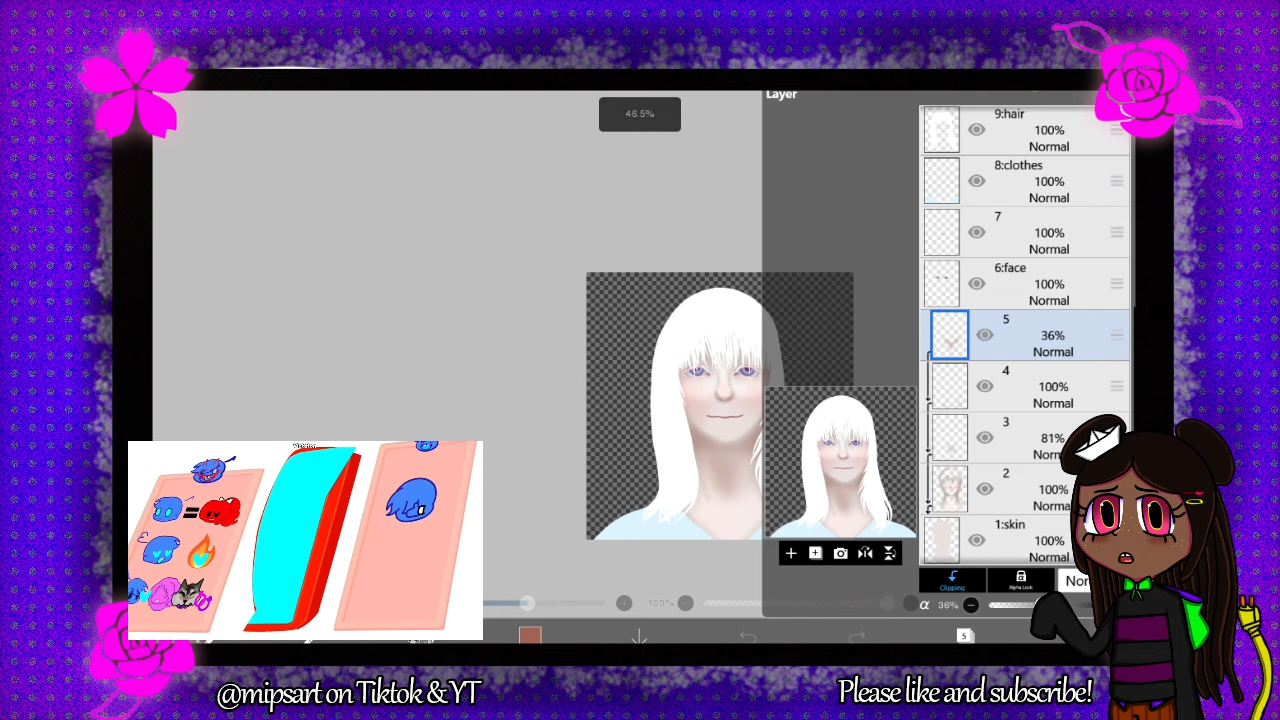 Layer
46.5%
9:hair
100%
Normal
8:clothes
100%
Normal
7
100%
Normal
6:face
100%
Normal
5
36%
Normal
4
100%
Normal
3
81%
2
100%
1:skin
100%
Clipping
Alpha Lock
Nor
α 36%
100%
5
@mipsart on Tiktok & YT
Please like and subscribe!